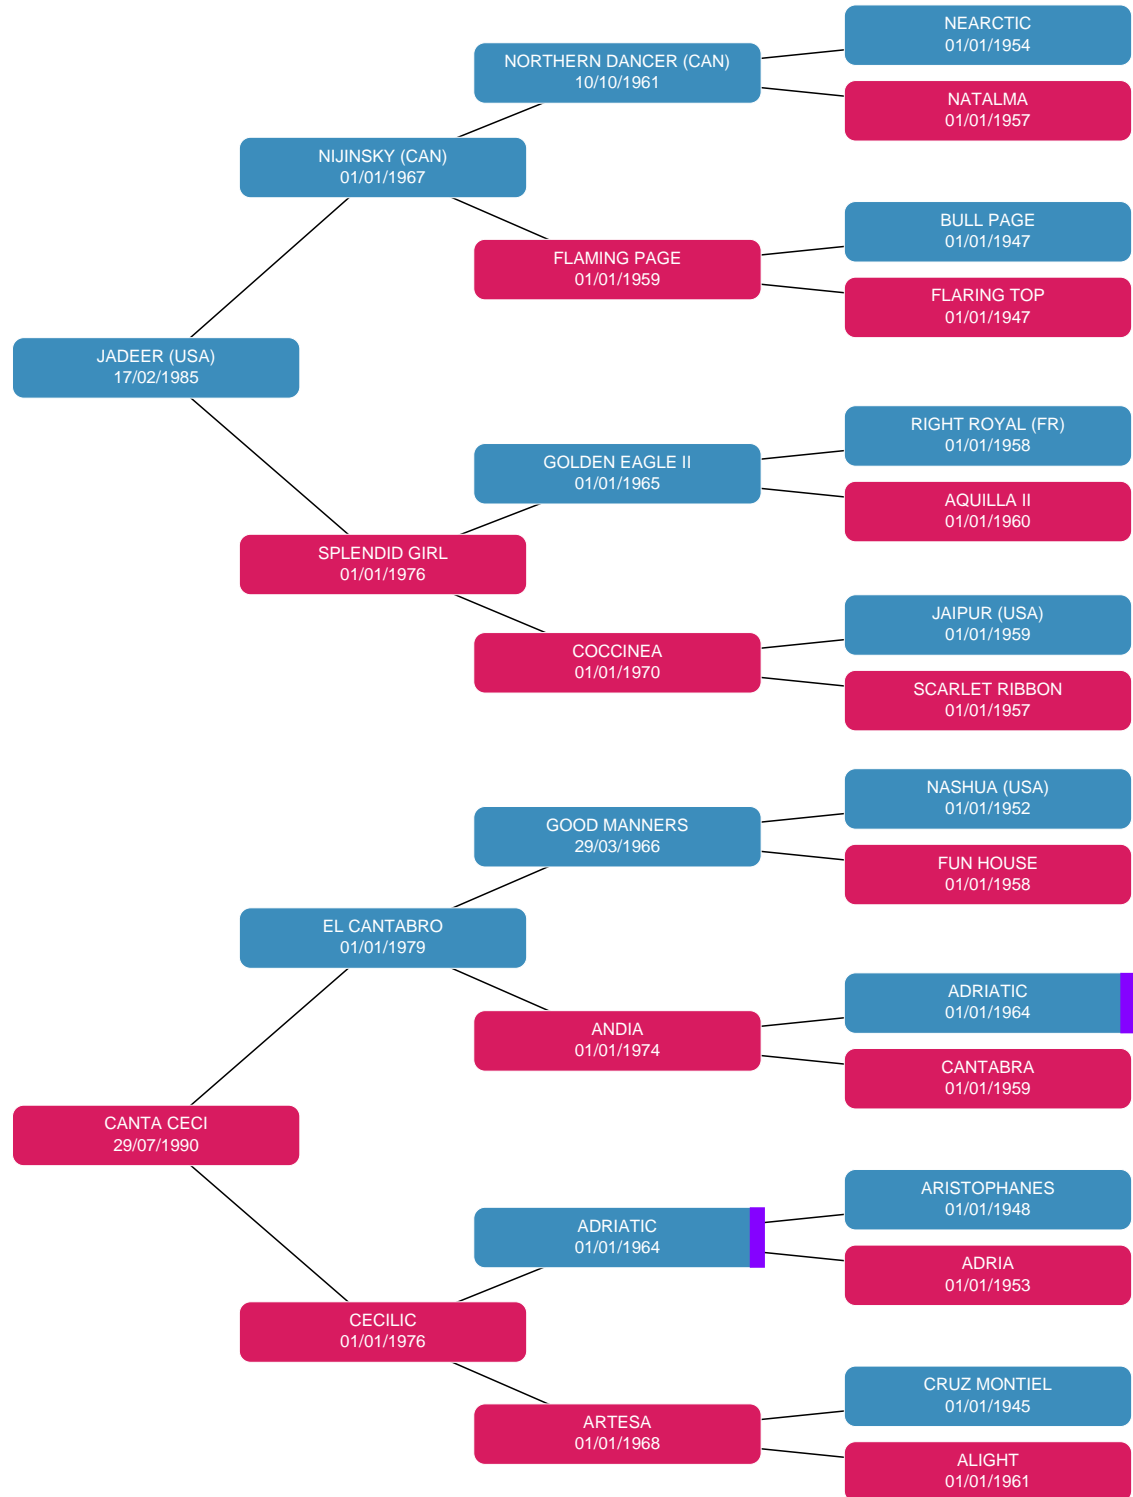 NEARCTIC
01/01/1954
NORTHERN DANCER (CAN)
10/10/1961
NATALMA
01/01/1957
NIJINSKY (CAN)
01/01/1967
BULL PAGE
01/01/1947
FLAMING PAGE
01/01/1959
FLARING TOP
01/01/1947
JADEER (USA)
17/02/1985
RIGHT ROYAL (FR)
01/01/1958
GOLDEN EAGLE II
01/01/1965
AQUILLA II
01/01/1960
SPLENDID GIRL
01/01/1976
JAIPUR (USA)
01/01/1959
COCCINEA
01/01/1970
SCARLET RIBBON
01/01/1957
NASHUA (USA)
01/01/1952
GOOD MANNERS
29/03/1966
FUN HOUSE
01/01/1958
EL CANTABRO
01/01/1979
ADRIATIC
01/01/1964
ANDIA
01/01/1974
CANTABRA
01/01/1959
CANTA CECI
29/07/1990
ARISTOPHANES
01/01/1948
ADRIATIC
01/01/1964
ADRIA
01/01/1953
CECILIC
01/01/1976
CRUZ MONTIEL
01/01/1945
ARTESA
01/01/1968
ALIGHT
01/01/1961